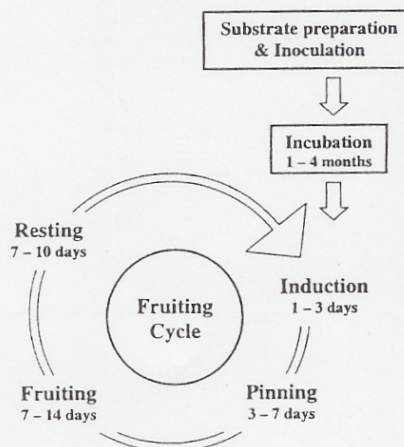 Substrate preparation
& Inoculation
Incubation
1 – 4 months
Resting
7 – 10 days
Induction
1 – 3 days
Fruiting
Cycle
Fruiting
7 – 14 days
Pinning
3 – 7 days